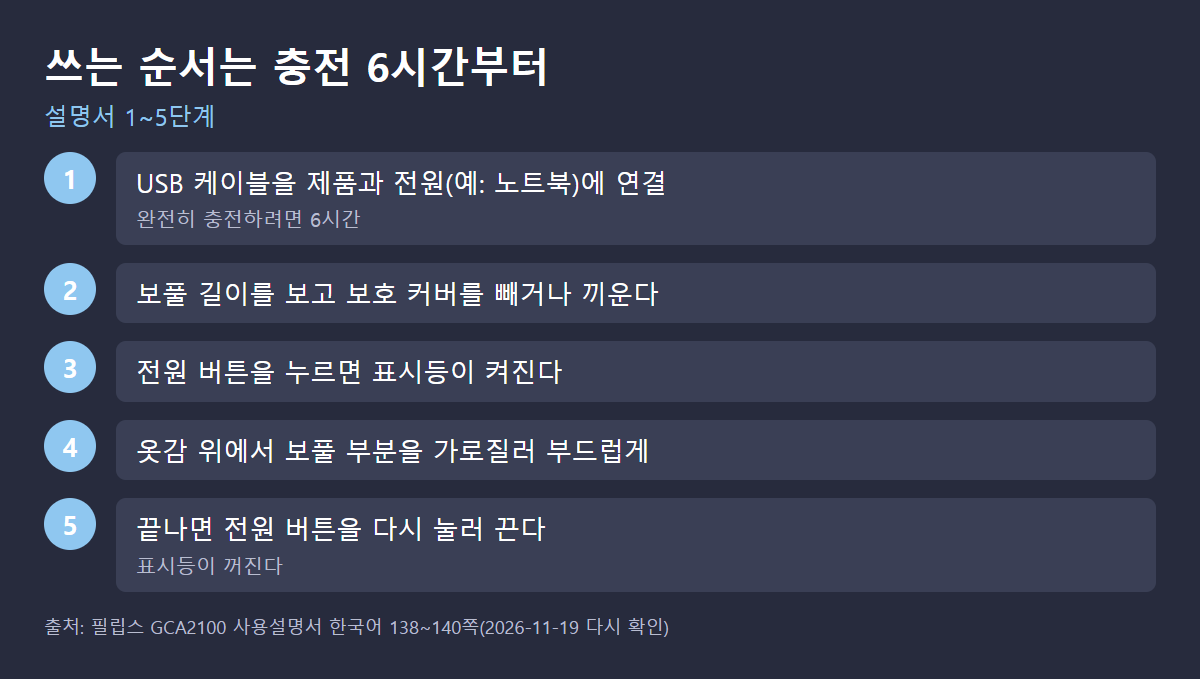 쓰는 순서는 충전 6시간부터
설명서 1~5단계
1
USB 케이블을 제품과 전원(예: 노트북)에 연결
완전히 충전하려면 6시간
2
보풀 길이를 보고 보호 커버를 빼거나 끼운다
3
전원 버튼을 누르면 표시등이 켜진다
4
옷감 위에서 보풀 부분을 가로질러 부드럽게
5
끝나면 전원 버튼을 다시 눌러 끈다
표시등이 꺼진다
출처: 필립스 GCA2100 사용설명서 한국어 138~140쪽(2026-11-19 다시 확인)